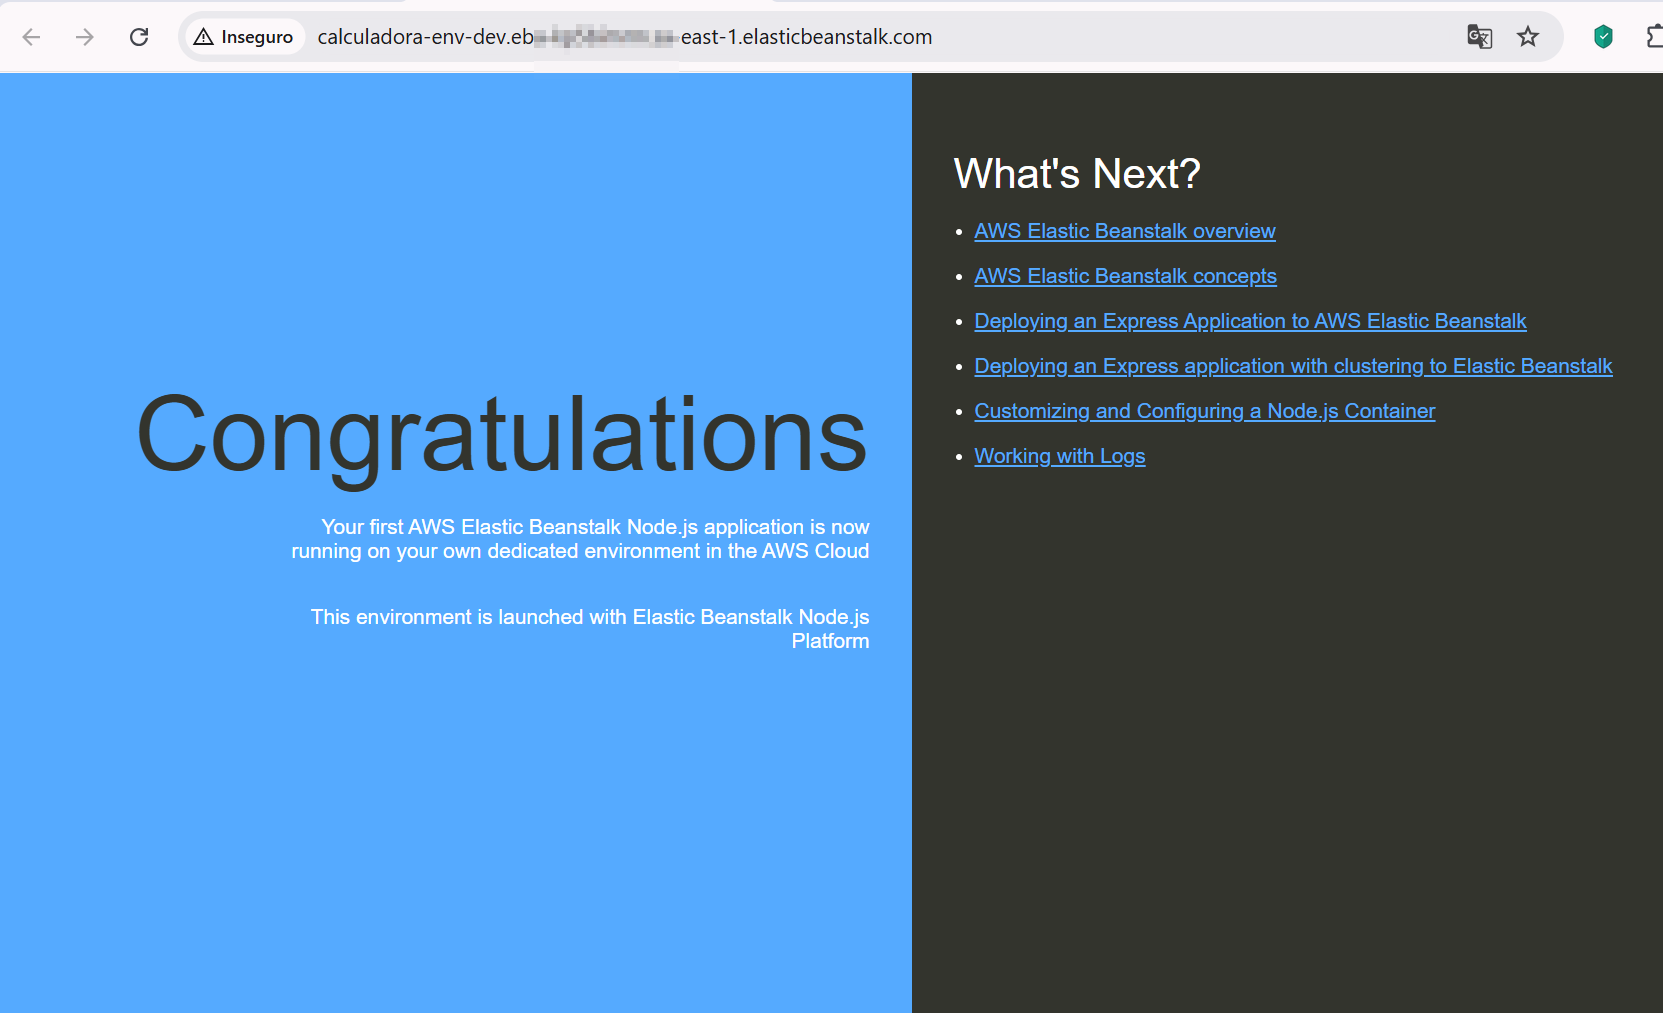 Inseguro
calculadora-env-dev.eb east-1.elasticbeanstalk.com
Congratulations
Your first AWS Elastic Beanstalk Node.js application is now
running on your own dedicated environment in the AWS Cloud
This environment is launched with Elastic Beanstalk Node.js
Platform
What's Next?
AWS Elastic Beanstalk overview
AWS Elastic Beanstalk concepts
Deploying an Express Application to AWS Elastic Beanstalk
Deploying an Express application with clustering to Elastic Beanstalk
Customizing and Configuring a Node.js Container
Working with Logs